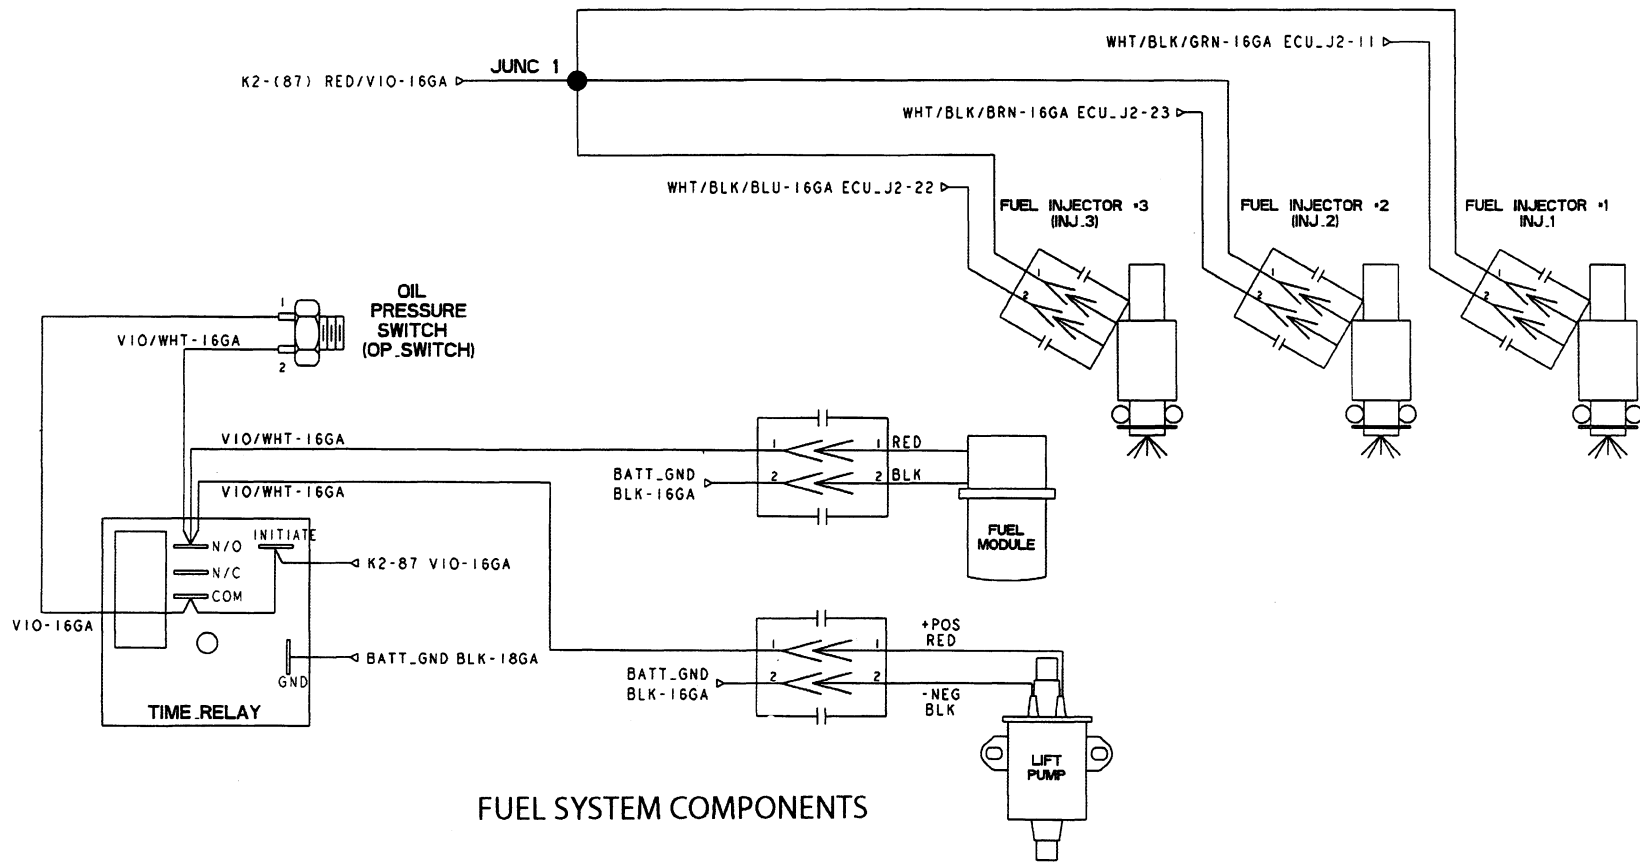 WHT/BLK/GRN-16GA ECU_J2-11
JUNC 1
K2-(87) RED/VIO-16GA
WHT/BLK/BRN-16GA ECU_J2-23
WHT/BLK/BLU-16GA ECU_J2-22
FUEL INJECTOR #3
(INJ_3)
FUEL INJECTOR #2
(INJ_2)
FUEL INJECTOR #1
INJ_1
1
2
1
2
1
2
OIL
PRESSURE
SWITCH
(OP_SWITCH)
1
VIO/WHT-16GA
2
VIO/WHT-16GA
1
1
RED
BATT_GND
BLK-16GA
2
2
BLK
VIO/WHT-16GA
FUEL
MODULE
INITIATE
N/O
K2-87 VIO-16GA
N/C
COM
VIO-16GA
BATT_GND BLK-18GA
GND
TIME_RELAY
+POS
RED
1
1
BATT_GND
BLK-16GA
2
2
-NEG
BLK
LIFT
PUMP
FUEL SYSTEM COMPONENTS